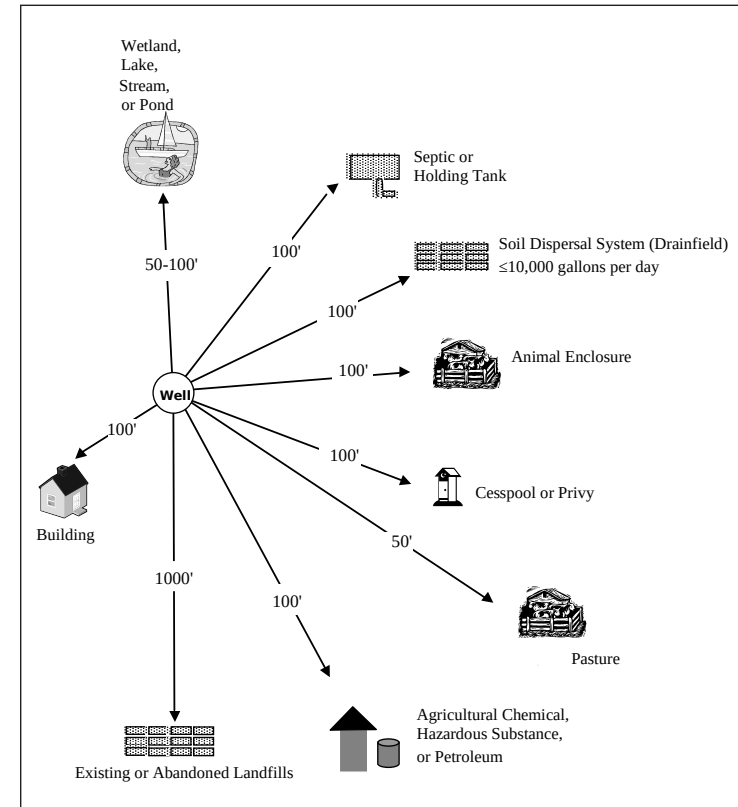 Wetland,
Lake,
Stream,
or Pond
Septic or
Holding Tank
100'
50-100'
Soil Dispersal System (Drainfield)
≤10,000 gallons per day
100'
Animal Enclosure
100'
Well
100'
100'
Cesspool or Privy
Building
50'
1000'
100'
Pasture
Agricultural Chemical,
Hazardous Substance,
or Petroleum
Existing or Abandoned Landfills